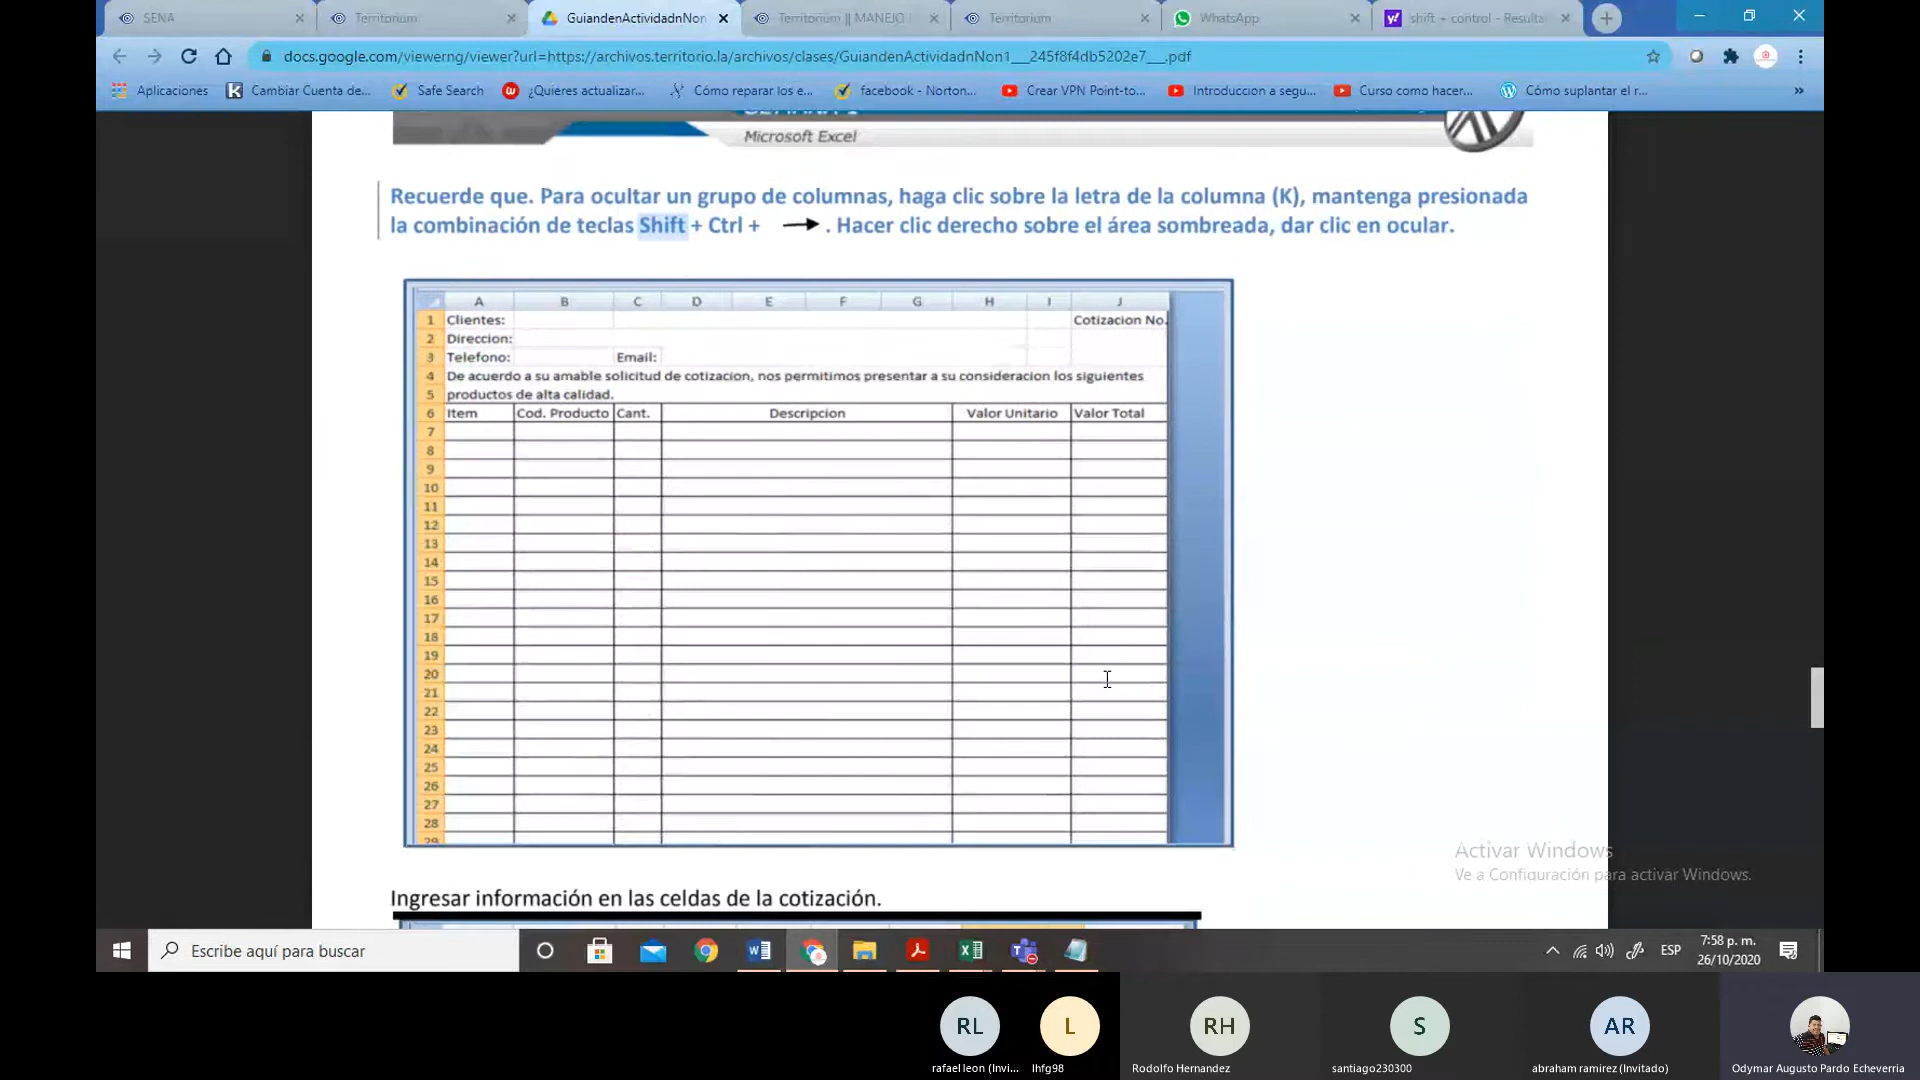 SENA
Territorium
GuiandenActividadnNon
Territorium || MANEJO
Territorium
WhatsApp
shift + control - Resulta
docs.google.com/viewerng/viewer?url=https://archivos.territorio.la/archivos/clases/GuiandenActividadnNon1___245f8f4db5202e7___.pdf
Aplicaciones
Cambiar Cuenta de...
Safe Search
¿Quieres actualizar...
Cómo reparar los e...
facebook - Norton...
Crear VPN Point-to...
Introduccion a segu...
Curso como hacer...
Cómo suplantar el r...
»
Microsoft Excel
Recuerde que. Para ocultar un grupo de columnas, haga clic sobre la letra de la columna (K), mantenga presionada
la combinación de teclas Shift + Ctrl + → . Hacer clic derecho sobre el área sombreada, dar clic en ocular.
A B C D E F G H I J
1 Clientes: Cotizacion No.
2 Direccion:
3 Telefono: Email:
4 De acuerdo a su amable solicitud de cotizacion, nos permitimos presentar a su consideracion los siguientes
5 productos de alta calidad.
6 Item Cod. Producto Cant. Descripcion Valor Unitario Valor Total
7
8
9
10
11
12
13
14
15
16
17
18
19
20
21
22
23
24
25
26
27
28
29
Ingresar información en las celdas de la cotización.
Activar Windows
Ve a Configuración para activar Windows.
Escribe aquí para buscar
ESP
7:58 p. m.
26/10/2020
RL
L
RH
S
AR
rafael leon (Invi...
lhfg98
Rodolfo Hernandez
santiago230300
abraham ramirez (Invitado)
Odymar Augusto Pardo Echeverria